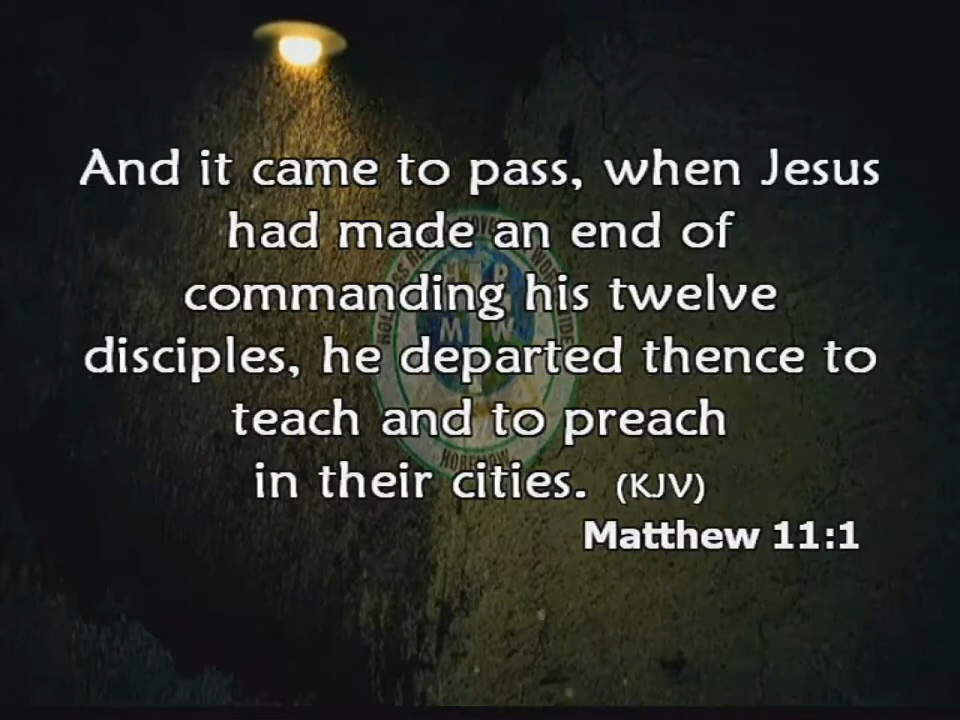 And it came to pass, when Jesus
had made an end of
commanding his twelve
disciples, he departed thence to
teach and to preach
in their cities. (KJV)
Matthew 11:1
HOREMOW